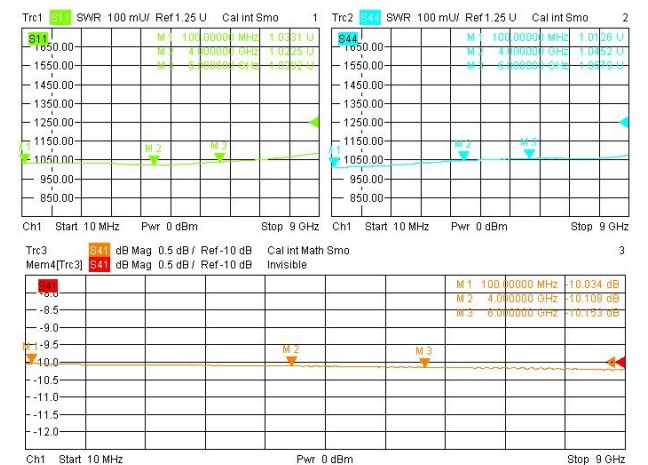 Trc1 S11 SWR 100 mU/ Ref 1.25 U Cal int Smo 1
S11
M 1 100.00000 MHz 1.0331 U
1650.00
M 2 4.000000 GHz 1.0225 U
1550.00
1450.00
1350.00
1250.00
1150.00
M 2 M 3
1050.00
950.00
850.00
Ch1 Start 10 MHz Pwr 0 dBm Stop 9 GHz
Trc2 S44 SWR 100 mU/ Ref 1.25 U Cal int Smo 2
S44
M 1 100.00000 MHz 1.0126 U
1650.00
M 2 4.000000 GHz 1.0452 U
1550.00
1450.00
1350.00
1250.00
1150.00
M 2 M 3
1050.00
950.00
850.00
Ch1 Start 10 MHz Pwr 0 dBm Stop 9 GHz
Trc3 S41 dB Mag 0.5 dB / Ref -10 dB Cal int Math Smo 3
Mem4[Trc3] S41 dB Mag 0.5 dB / Ref -10 dB Invisible
S41
M 1 100.00000 MHz -10.034 dB
-8.0
M 2 4.000000 GHz -10.108 dB
-8.5
M 3 6.000000 GHz -10.153 dB
-9.0
M 1
-9.5
M 2 M 3
-10.0
-10.5
-11.0
-11.5
-12.0
Ch1 Start 10 MHz Pwr 0 dBm Stop 9 GHz